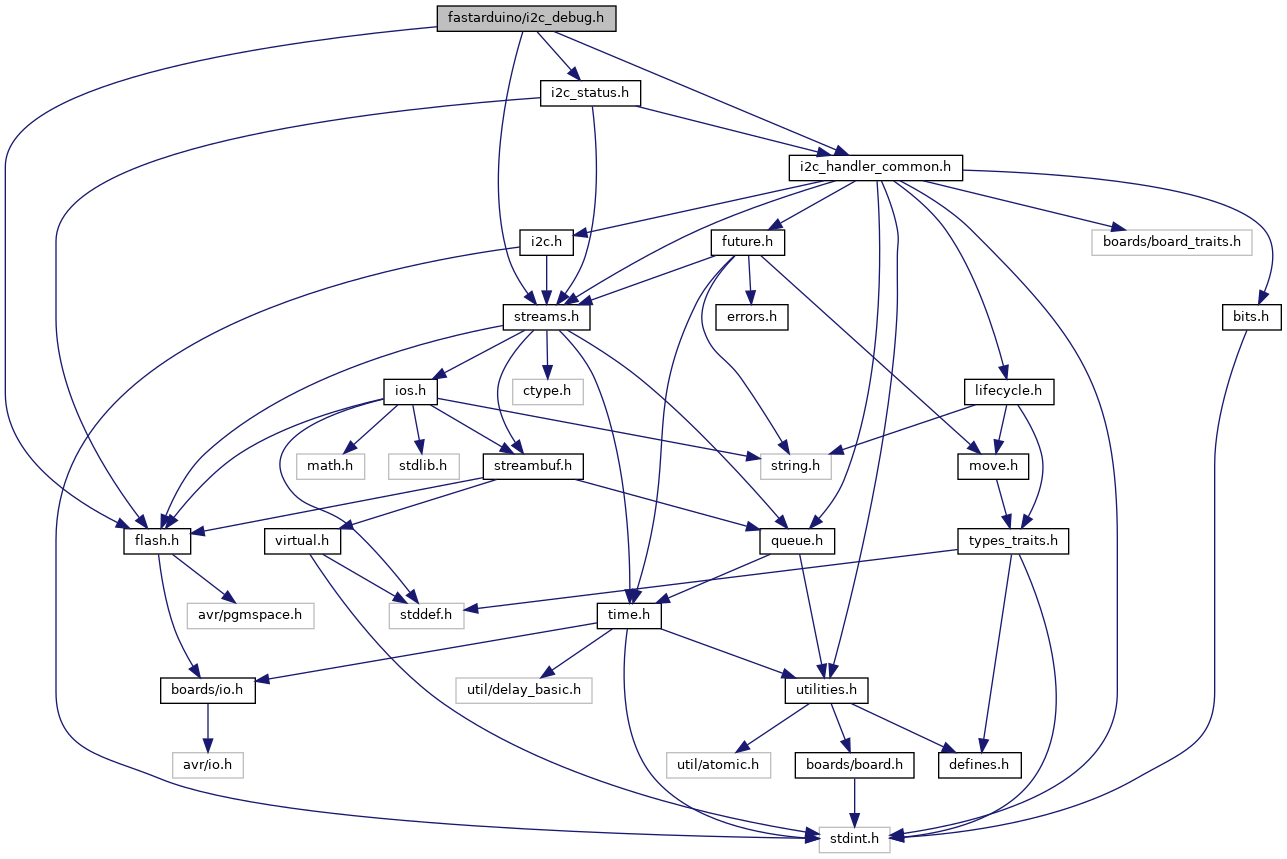 fastarduino/i2c_debug.h
i2c_status.h
i2c_handler_common.h
i2c.h
future.h
boards/board_traits.h
streams.h
errors.h
bits.h
ios.h
ctype.h
lifecycle.h
math.h
stdlib.h
streambuf.h
string.h
move.h
flash.h
virtual.h
queue.h
types_traits.h
avr/pgmspace.h
stddef.h
time.h
boards/io.h
util/delay_basic.h
utilities.h
avr/io.h
util/atomic.h
boards/board.h
defines.h
stdint.h